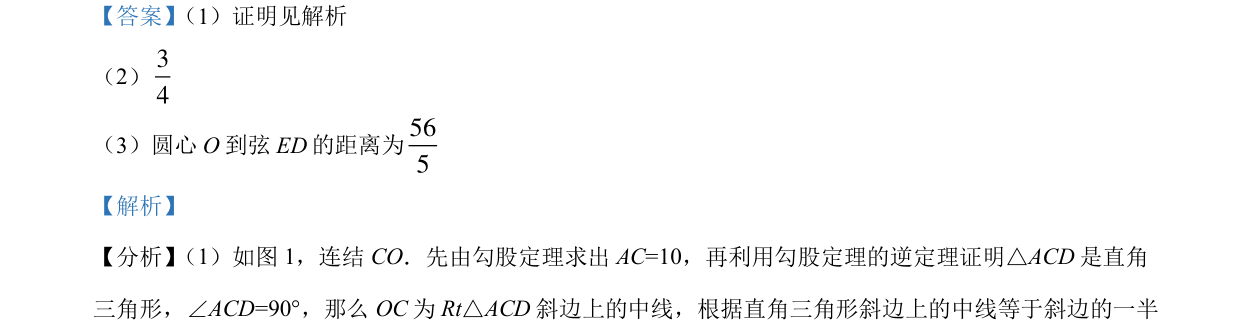 【答案】（1）证明见解析
（2）3/4
（3）圆心 O 到弦 ED 的距离为 56/5
【解析】
【分析】（1）如图 1，连结 CO．先由勾股定理求出 AC=10，再利用勾股定理的逆定理证明△ACD 是直角
三角形，∠ACD=90°，那么 OC 为 Rt△ACD 斜边上的中线，根据直角三角形斜边上的中线等于斜边的一半